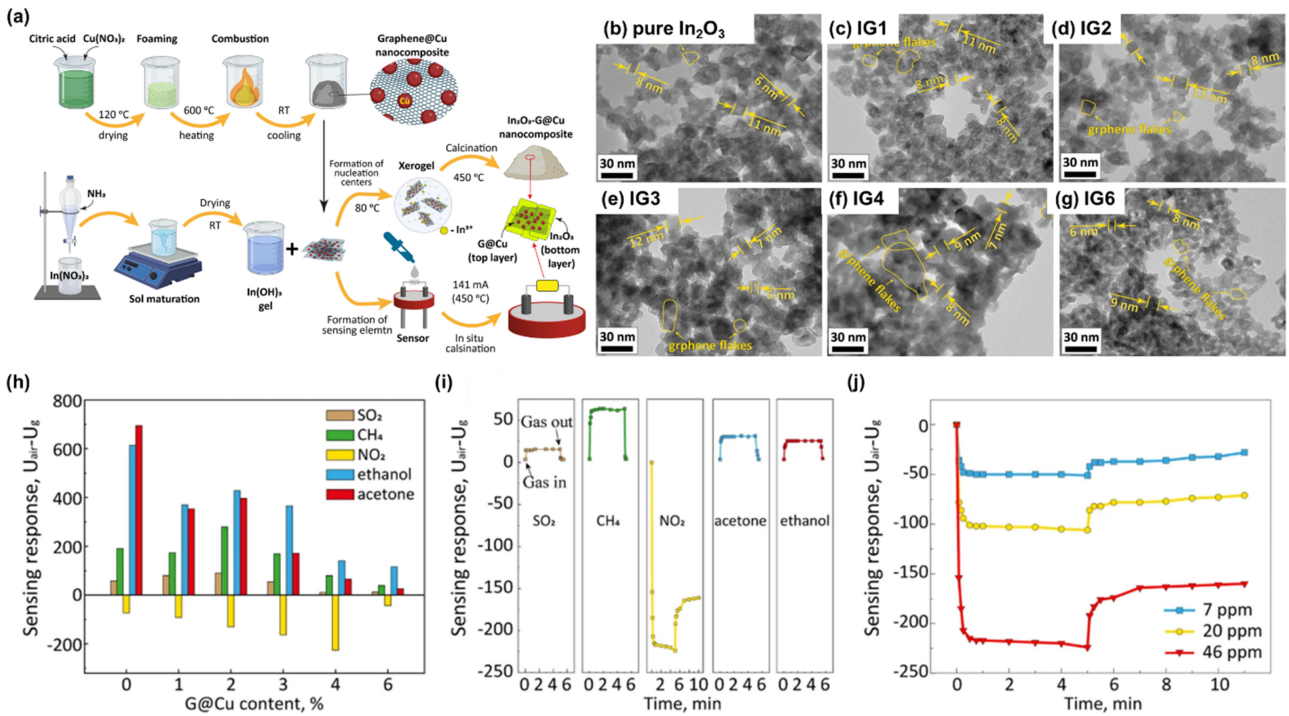 (a)
Citric acid
Cu(NO₃)₂
Foaming
Combustion
Graphene@Cu
nanocomposite
Cu
120 ºC
drying
600 ºC
heating
RT
cooling
NH₃
In(NO₃)₃
Sol maturation
Drying
RT
In(OH)₃
gel
+
Formation of
nucleation
centers
80 ºC
Xerogel
- In³⁺
Calcination
450 ºC
In₂O₃-G@Cu
nanocomposite
G@Cu
(top layer)
In₂O₃
(bottom
layer)
Formation of
sensing elemtn
Sensor
141 mA
(450 ºC)
In situ
calsination
(b) pure In₂O₃
8 nm
6 nm
11 nm
30 nm
(c) IG1
grphene flakes
11 nm
8 nm
8 nm
30 nm
(d) IG2
8 nm
grphene flakes
30 nm
(e) IG3
12 nm
7 nm
grphene flakes
30 nm
(f) IG4
9 nm
7 nm
8 nm
grphene flakes
30 nm
(g) IG6
8 nm
6 nm
9 nm
grphene flakes
30 nm
(h)
Sensing response, Uair-Ug
800
600
400
200
0
-200
SO₂
CH₄
NO₂
ethanol
acetone
0 1 2 3 4 6
G@Cu content, %
(i)
Sensing response, Uair-Ug
50
0
-50
-100
-150
-200
-250
Gas out
Gas in
SO₂
CH₄
NO₂
acetone
ethanol
0 2 4 6
0 2 4 6
0 2 4 6 8 10
0 2 4 6
0 2 4 6
Time, min
(j)
Sensing response, Uair-Ug
0
-50
-100
-150
-200
-250
7 ppm
20 ppm
46 ppm
0 2 4 6 8 10
Time, min